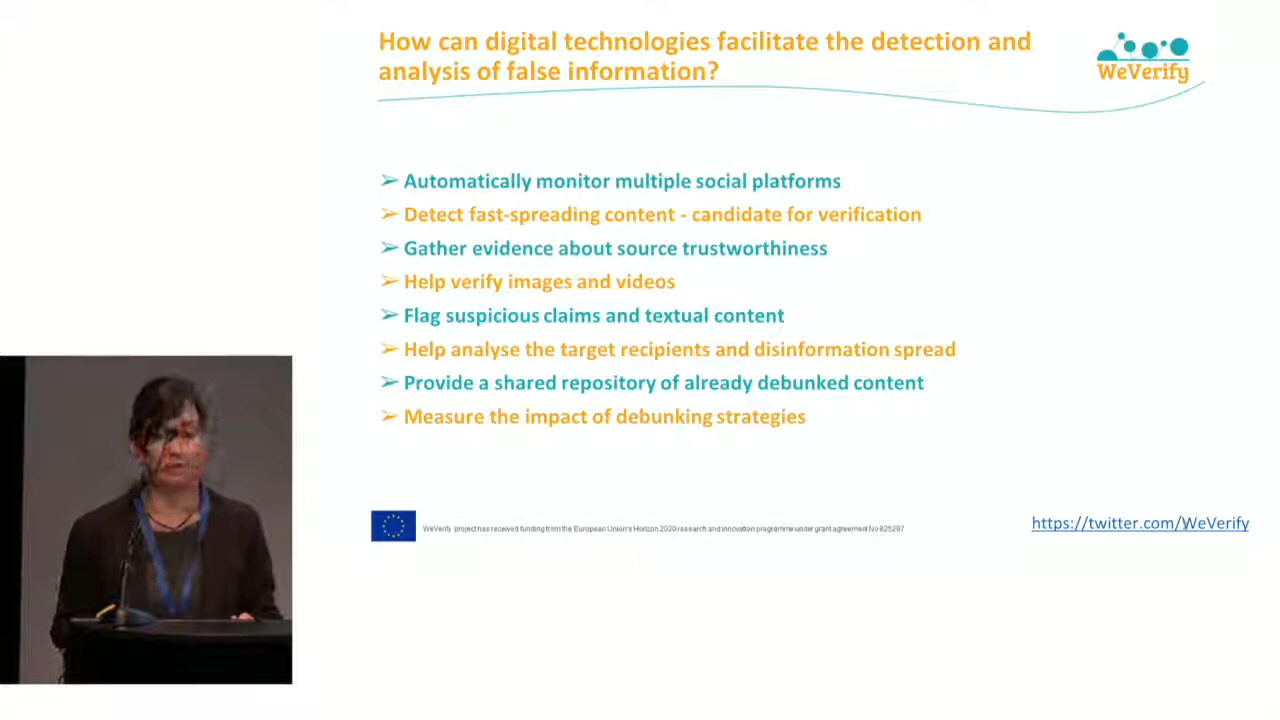 How can digital technologies facilitate the detection and
analysis of false information?
WeVerify
➢ Automatically monitor multiple social platforms
➢ Detect fast-spreading content - candidate for verification
➢ Gather evidence about source trustworthiness
➢ Help verify images and videos
➢ Flag suspicious claims and textual content
➢ Help analyse the target recipients and disinformation spread
➢ Provide a shared repository of already debunked content
➢ Measure the impact of debunking strategies
WeVerify project has received funding from the European Union's Horizon 2020 research and innovation programme under grant agreement No 825297
https://twitter.com/WeVerify